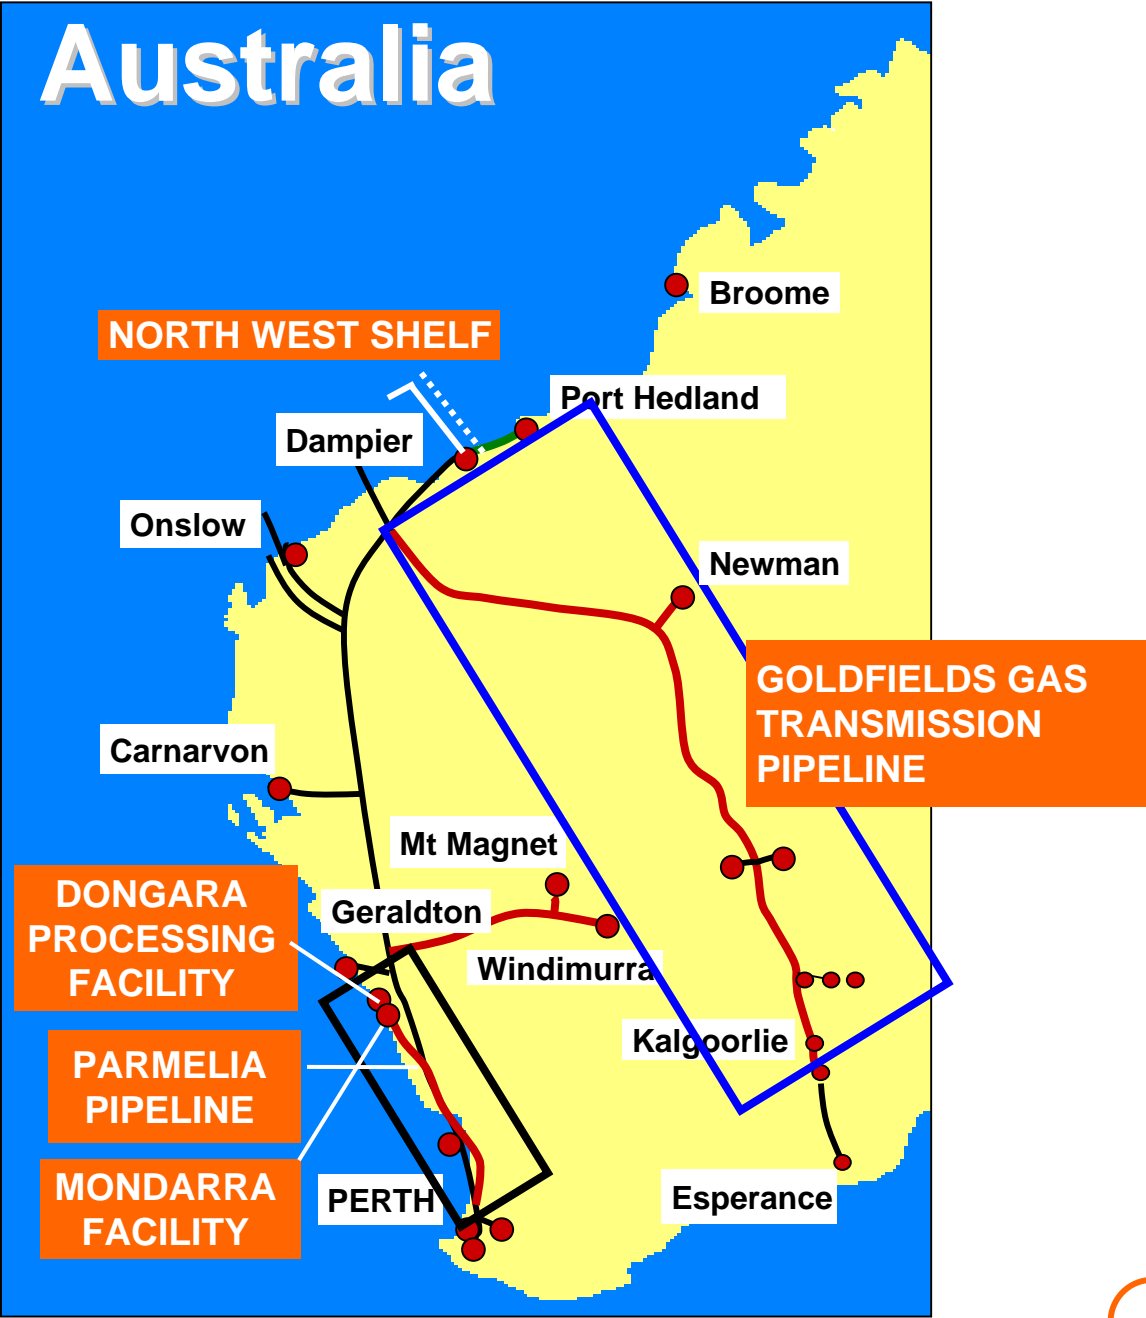 Australia
Broome
NORTH WEST SHELF
Port Hedland
Dampier
Onslow
Newman
GOLDFIELDS GAS
TRANSMISSION
PIPELINE
Carnarvon
Mt Magnet
DONGARA
PROCESSING
FACILITY
Geraldton
Windimurra
Kalgoorlie
PARMELIA
PIPELINE
MONDARRA
FACILITY
PERTH
Esperance